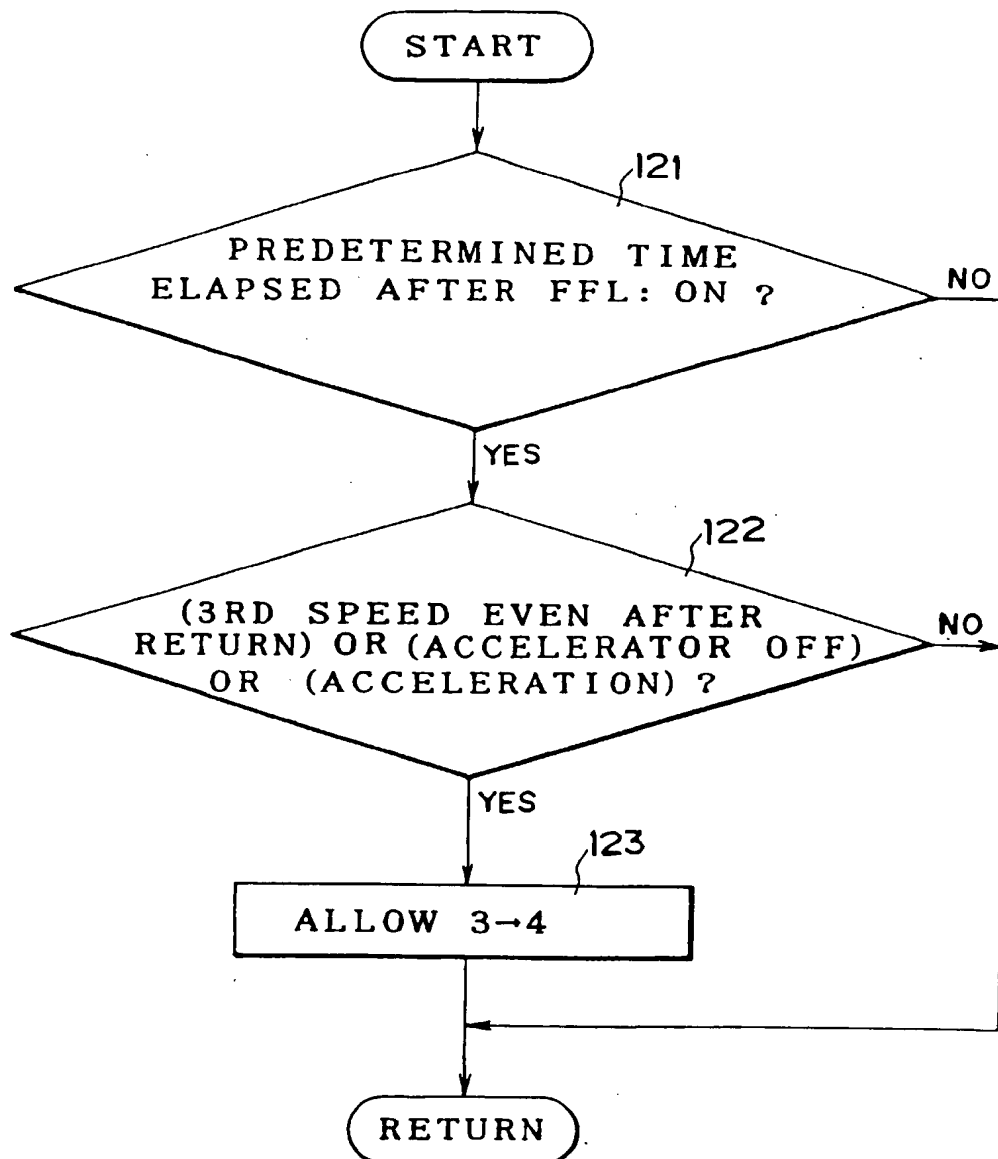 START
121
PREDETERMINED TIME
ELAPSED AFTER FFL: ON ?
NO
YES
122
(3RD SPEED EVEN AFTER
RETURN) OR (ACCELERATOR OFF)
OR (ACCELERATION) ?
NO
YES
123
ALLOW 3→4
RETURN